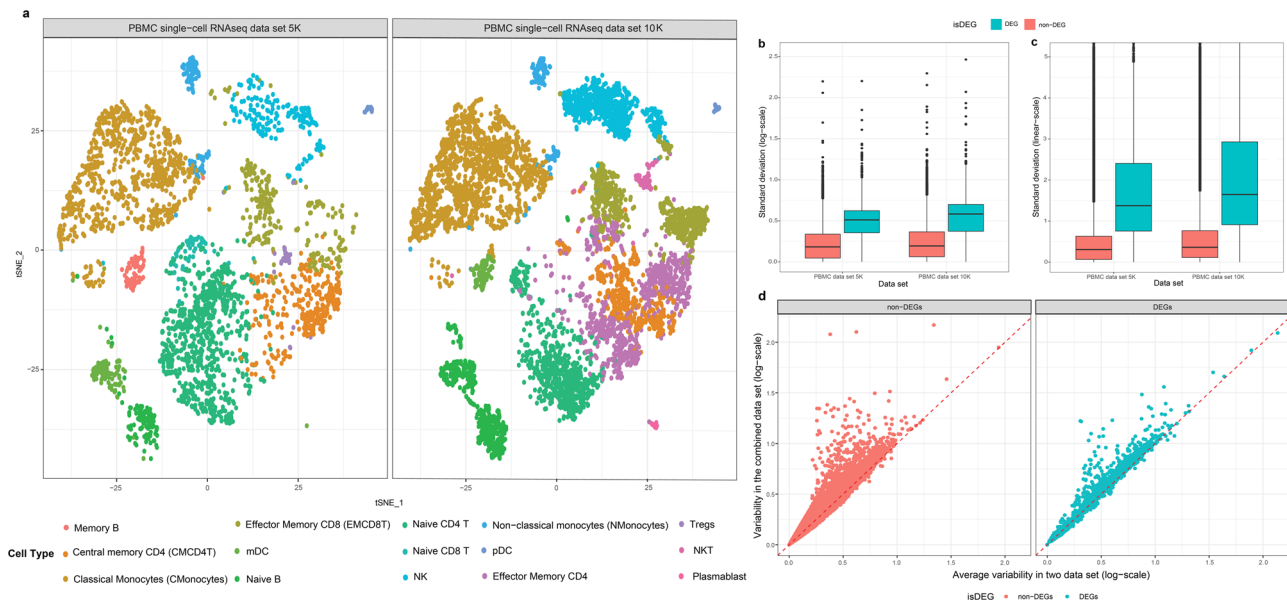 a
PBMC single-cell RNAseq data set 5K
PBMC single-cell RNAseq data set 10K
tSNE_2
25
0
−25
−25
0
25
−25
0
25
tSNE_1
Cell Type
Memory B
Central memory CD4 (CMCD4T)
Classical Monocytes (CMonocytes)
Effector Memory CD8 (EMCD8T)
mDC
Naive B
Naive CD4 T
Naive CD8 T
NK
Non-classical monocytes (NMonocytes)
pDC
Effector Memory CD4
Tregs
NKT
Plasmablast
isDEG
DEG
non-DEG
b
Standard deviation (log-scale)
2.5
2.0
1.5
1.0
0.5
0.0
PBMC data set 5K
PBMC data set 10K
Data set
c
Standard deviation (linear-scale)
5
4
3
2
1
0
PBMC data set 5K
PBMC data set 10K
Data set
d
non−DEGs
DEGs
Variability in the combined data set (log-scale)
2.0
1.5
1.0
0.5
0.0
0.0
0.5
1.0
1.5
2.0
0.0
0.5
1.0
1.5
2.0
Average variability in two data set (log-scale)
isDEG
non−DEGs
DEGs